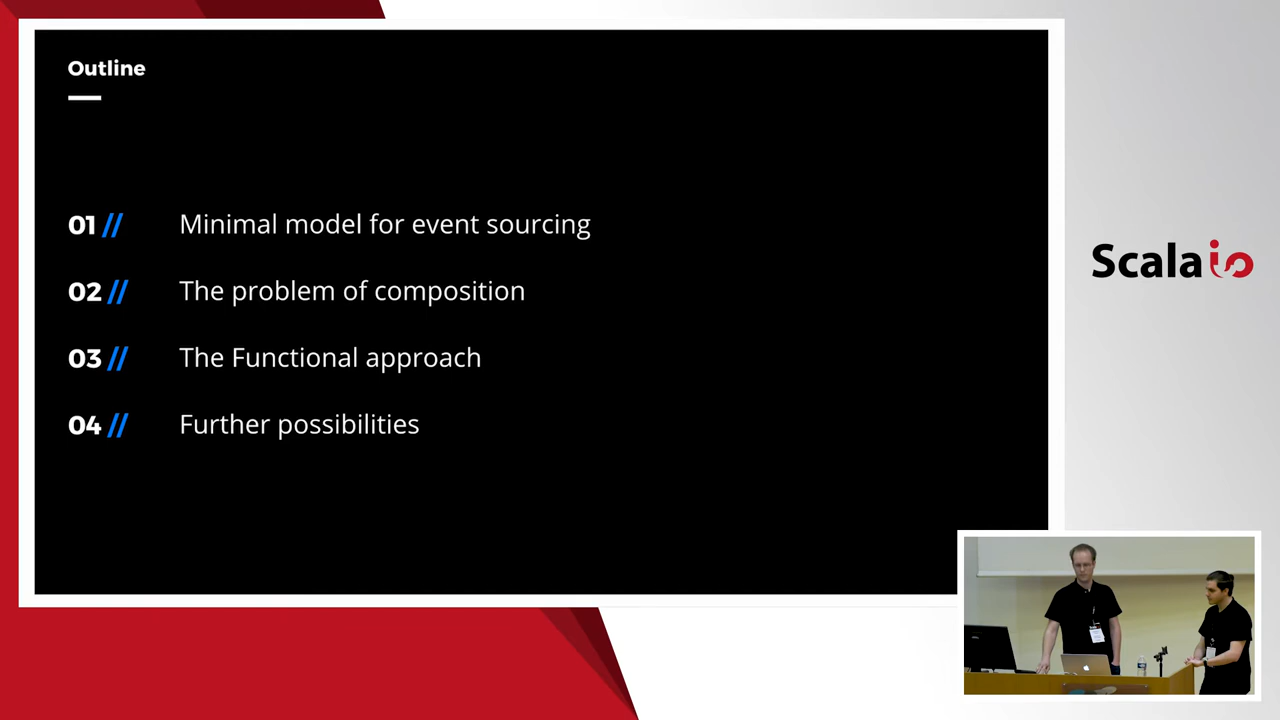 Outline
01 // Minimal model for event sourcing
02 // The problem of composition
03 // The Functional approach
04 // Further possibilities
Scala io